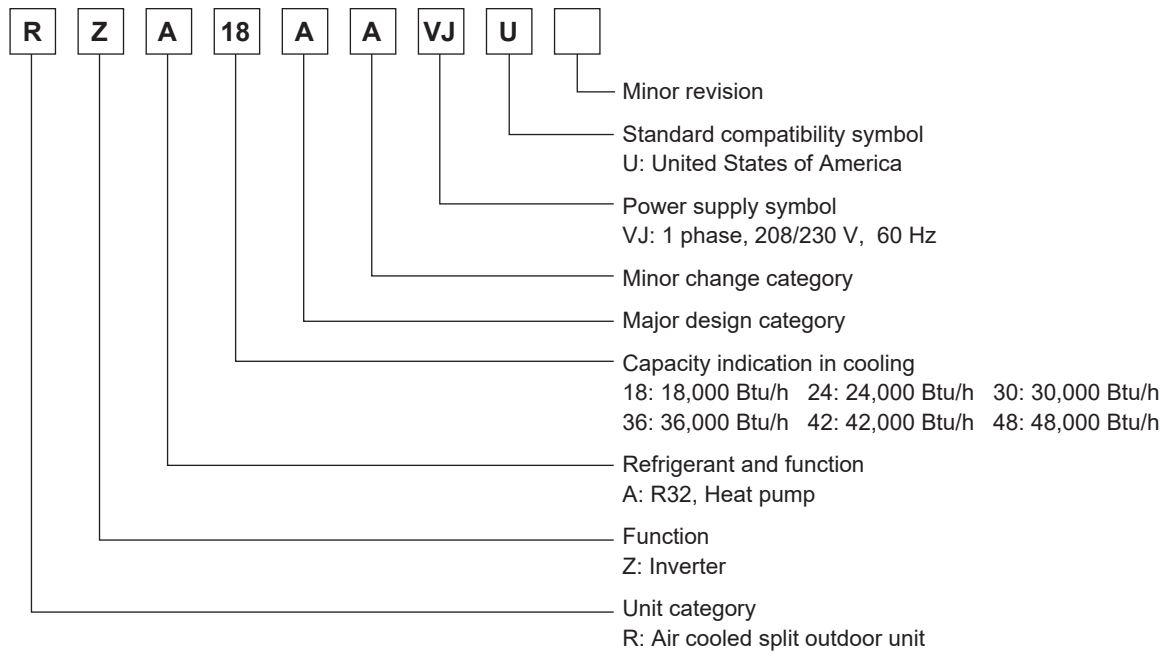 R Z A 18 A A VJ U
Minor revision
Standard compatibility symbol
U: United States of America
Power supply symbol
VJ: 1 phase, 208/230 V, 60 Hz
Minor change category
Major design category
Capacity indication in cooling
18: 18,000 Btu/h 24: 24,000 Btu/h 30: 30,000 Btu/h
36: 36,000 Btu/h 42: 42,000 Btu/h 48: 48,000 Btu/h
Refrigerant and function
A: R32, Heat pump
Function
Z: Inverter
Unit category
R: Air cooled split outdoor unit